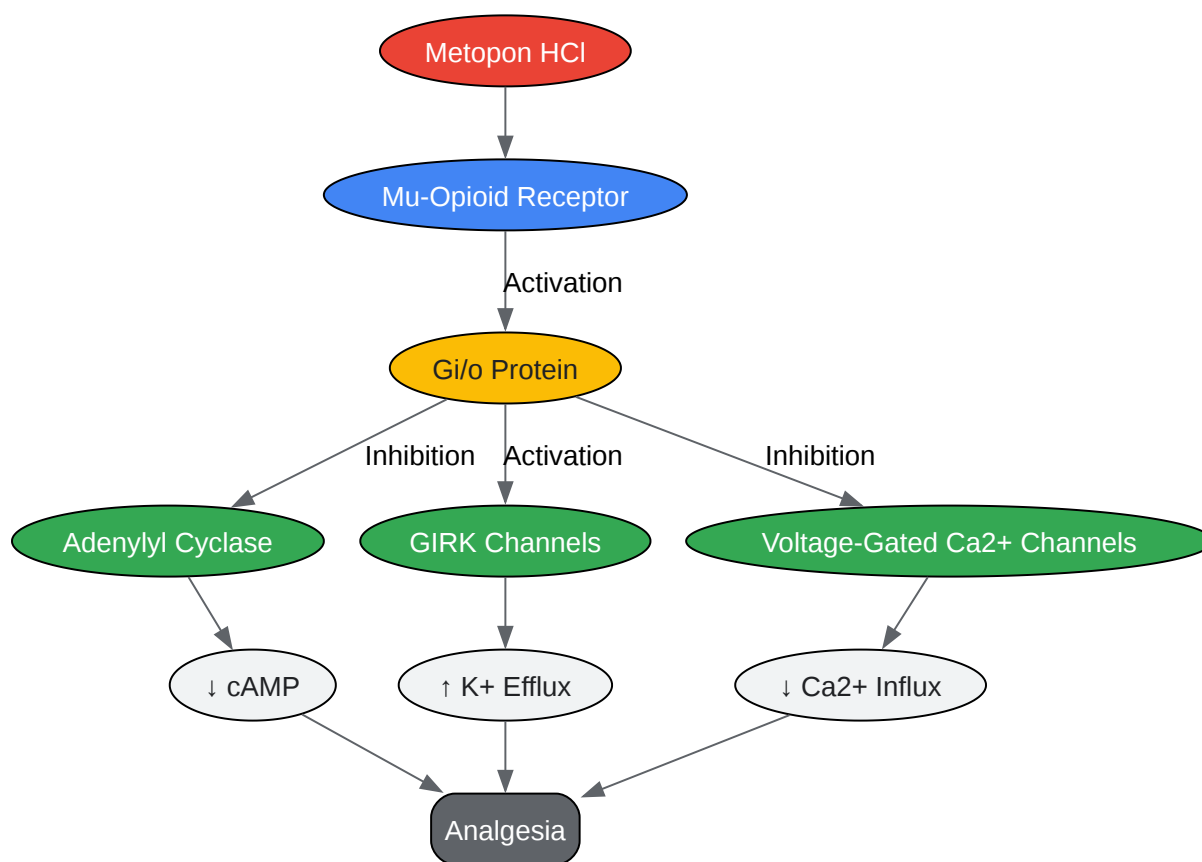 Metopon HCl
Mu-Opioid Receptor
Activation
Gi/o Protein
Inhibition
Activation
Inhibition
Adenylyl Cyclase
GIRK Channels
Voltage-Gated Ca2+ Channels
↓ cAMP
↑ K+ Efflux
↓ Ca2+ Influx
Analgesia